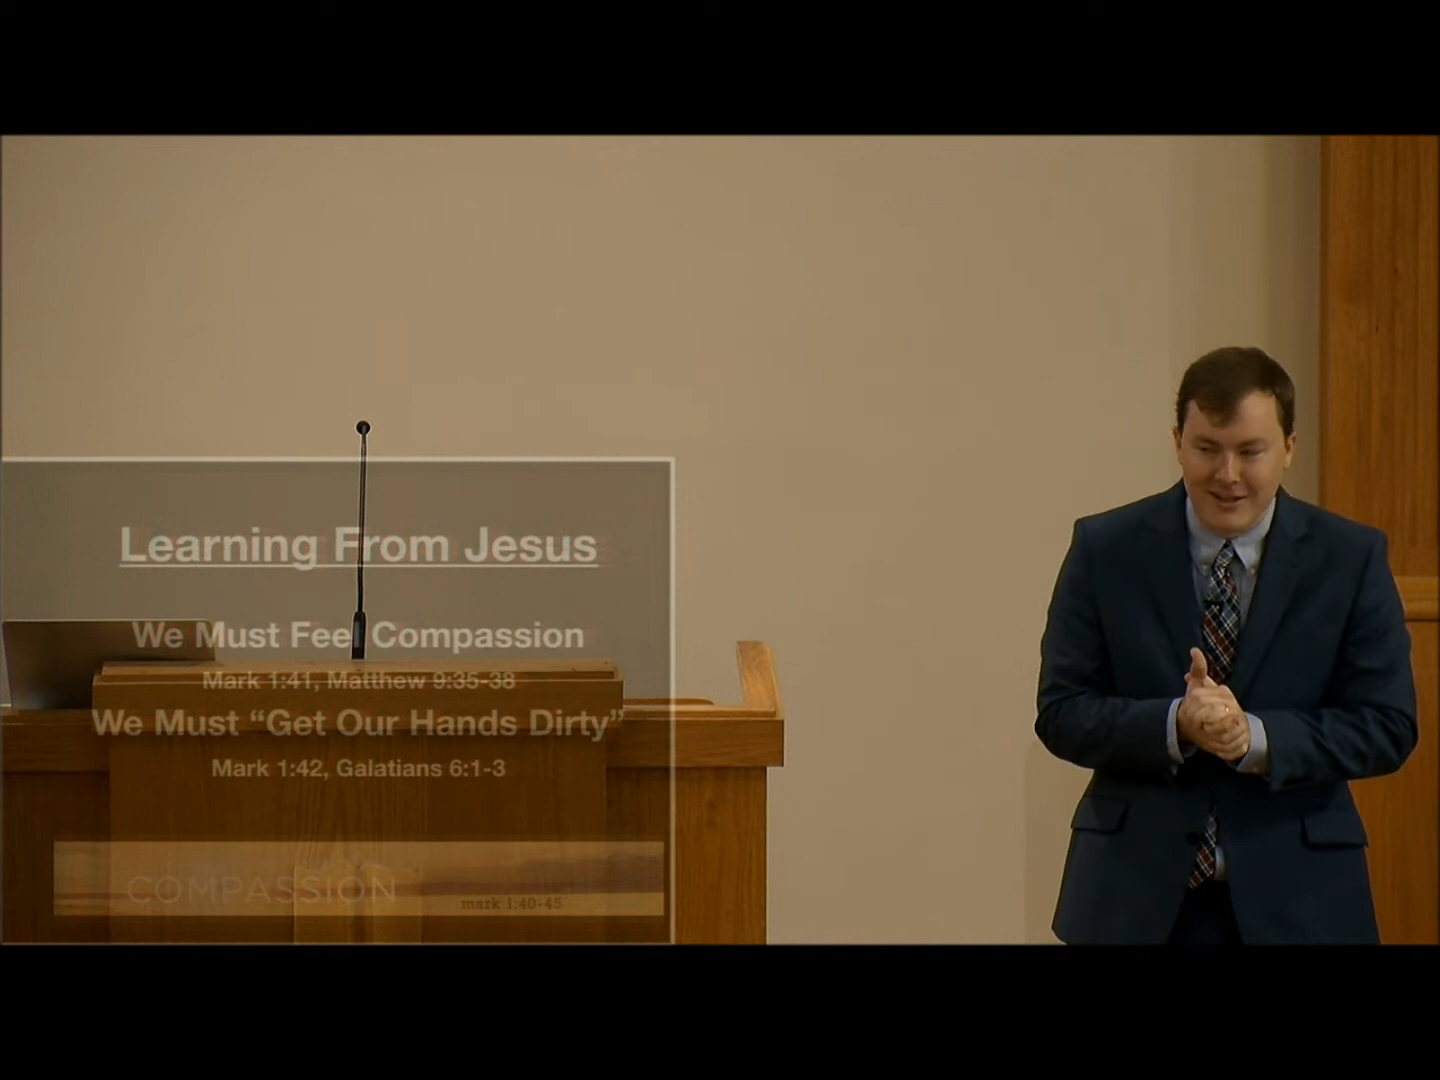 Learning From Jesus
We Must Feel Compassion
Mark 1:41, Matthew 9:35-38
We Must “Get Our Hands Dirty”
Mark 1:42, Galatians 6:1-3
COMPASSION
mark 1:40-45